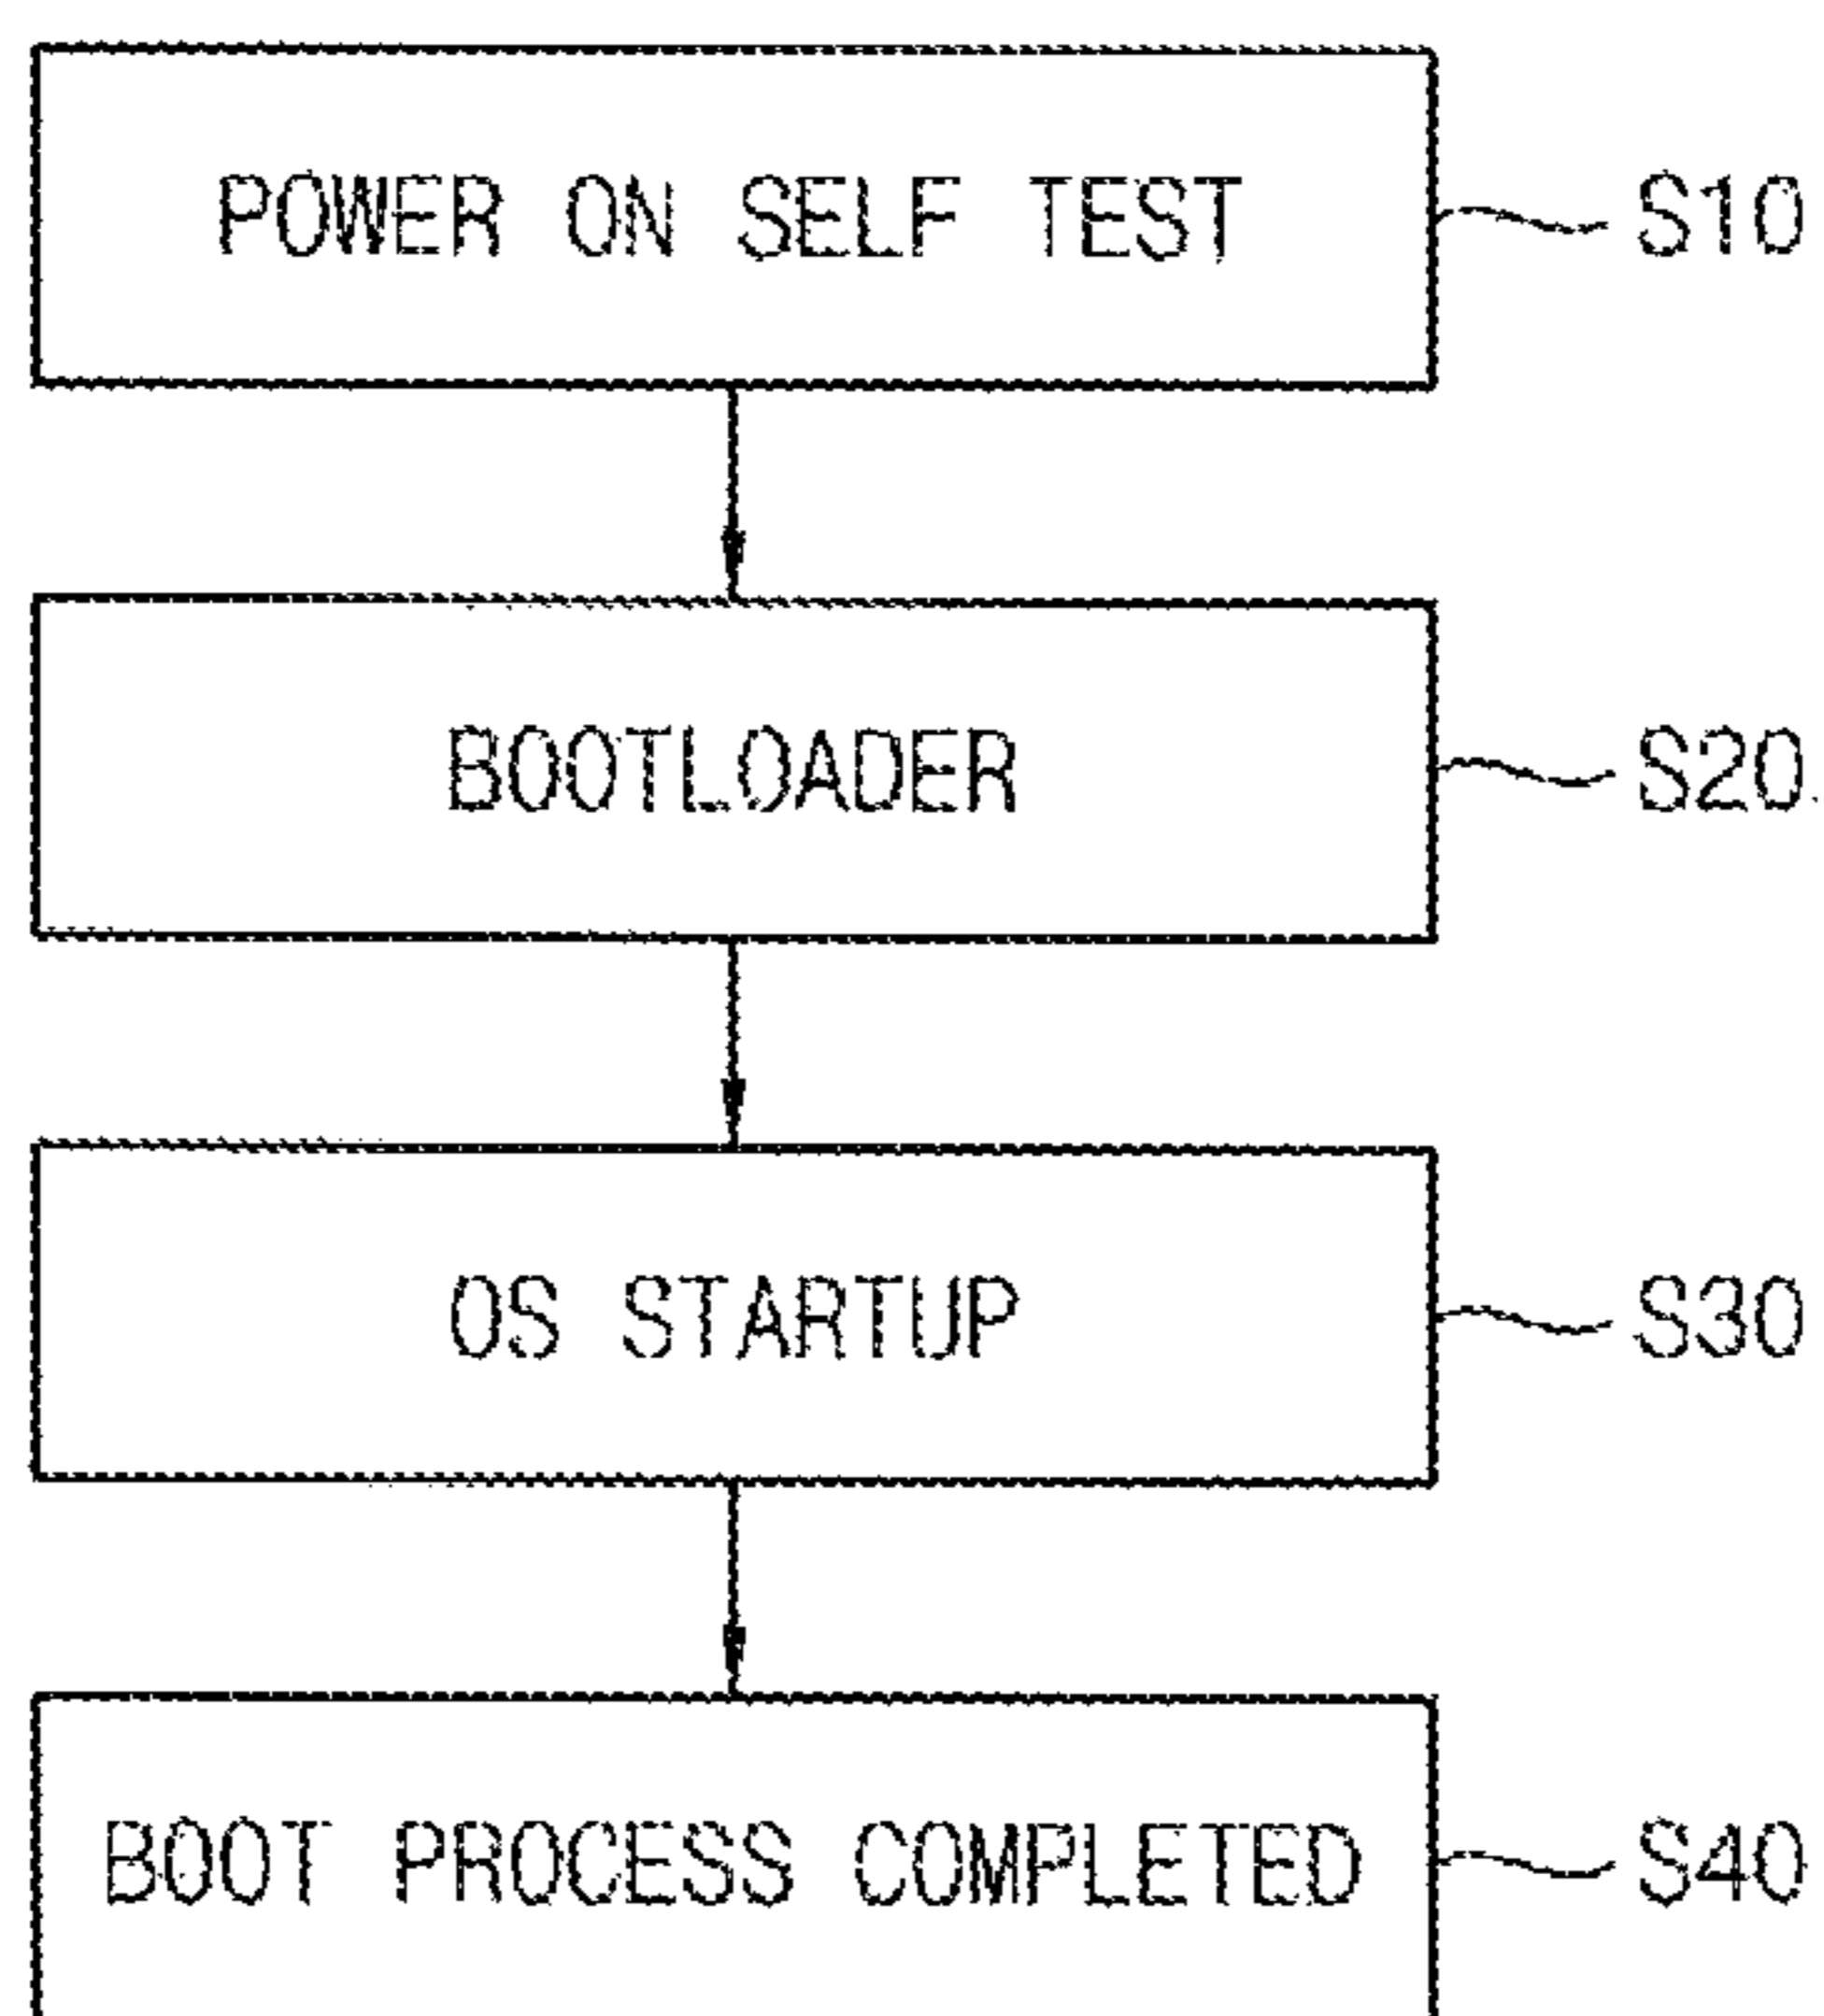 POWER ON SELF TEST S10
BOOTLOADER S20
OS STARTUP S30
BOOT PROCESS COMPLETED S40